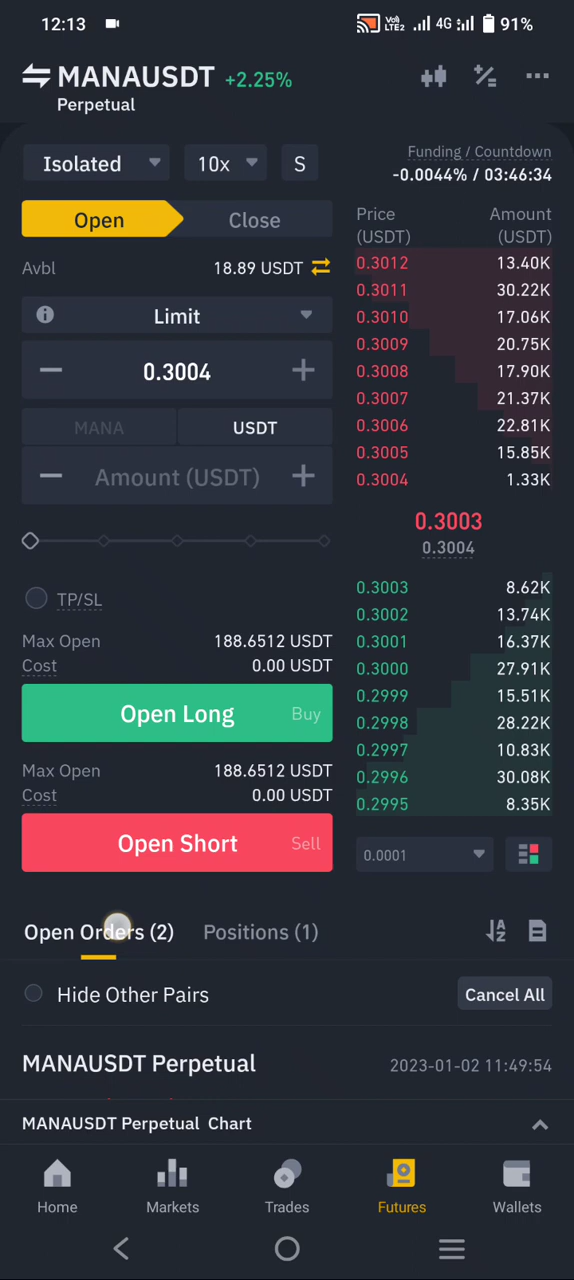 12:13
Vo)) LTE2 4G 91%
MANAUSDT +2.25%
Perpetual
Isolated 10x S
Funding / Countdown
-0.0044% / 03:46:34
Open Close
Price (USDT) Amount (USDT)
Avbl 18.89 USDT
Limit
0.3004
MANA USDT
Amount (USDT)
0.3012 13.40K
0.3011 30.22K
0.3010 17.06K
0.3009 20.75K
0.3008 17.90K
0.3007 21.37K
0.3006 22.81K
0.3005 15.85K
0.3004 1.33K
0.3003
0.3004
0.3003 8.62K
0.3002 13.74K
0.3001 16.37K
0.3000 27.91K
0.2999 15.51K
0.2998 28.22K
0.2997 10.83K
0.2996 30.08K
0.2995 8.35K
0.0001
TP/SL
Max Open 188.6512 USDT
Cost 0.00 USDT
Open Long Buy
Max Open 188.6512 USDT
Cost 0.00 USDT
Open Short Sell
Open Orders (2) Positions (1)
Hide Other Pairs Cancel All
MANAUSDT Perpetual 2023-01-02 11:49:54
MANAUSDT Perpetual Chart
Home Markets Trades Futures Wallets